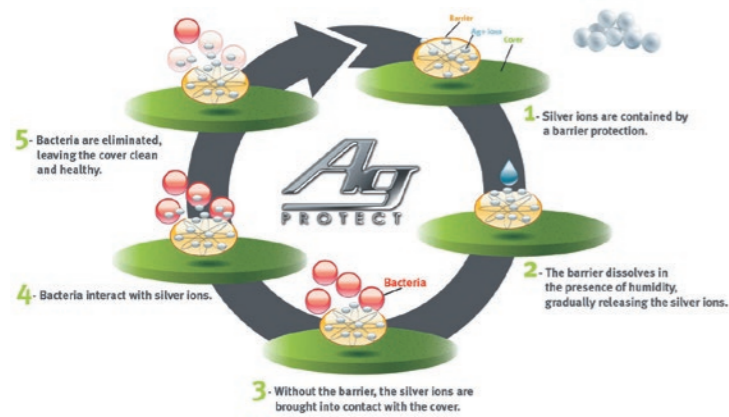 Barrier
Ag+ ions
Cover
1- Silver ions are contained by
a barrier protection.
5- Bacteria are eliminated,
leaving the cover clean
and healthy.
Ag
PROTECT
2- The barrier dissolves in
the presence of humidity,
gradually releasing the silver ions.
Bacteria
4- Bacteria interact with silver ions.
3- Without the barrier, the silver ions are
brought into contact with the cover.